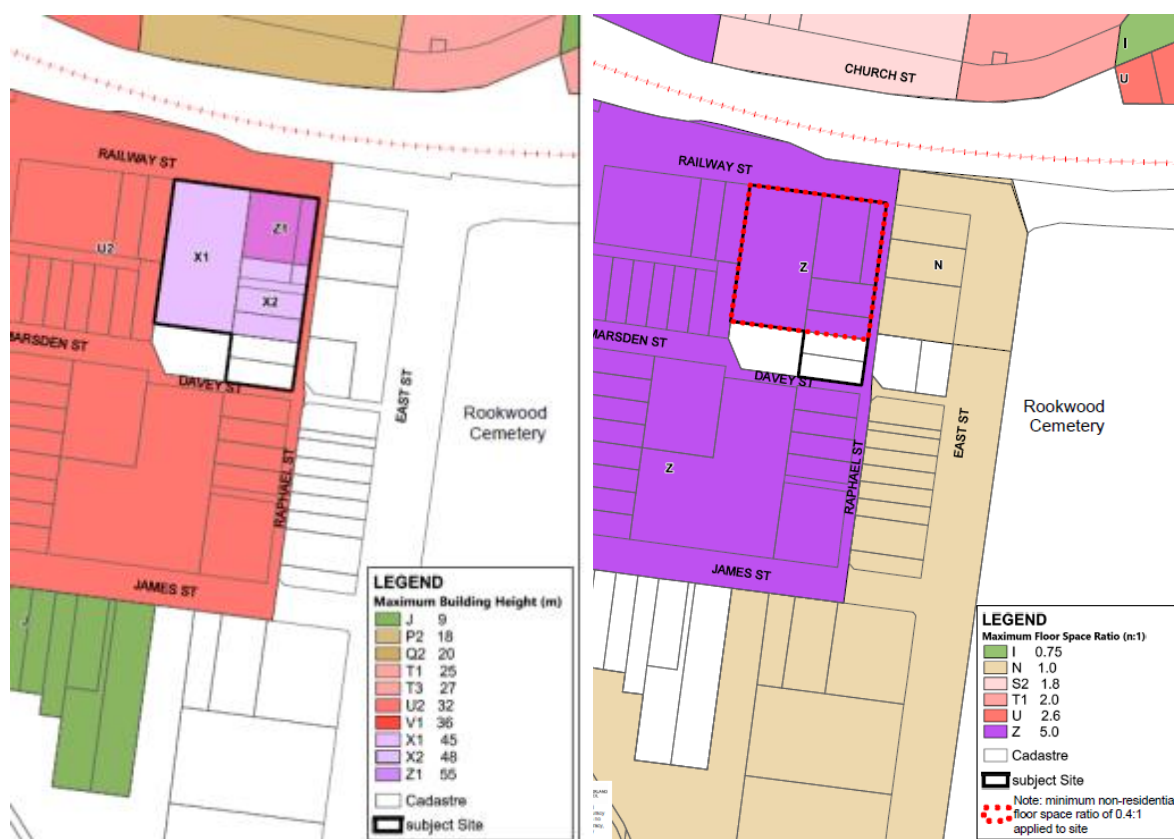 RAILWAY ST
Z1
U2
X1
X2
MARSDEN ST
DAVEY ST
EAST ST
Rookwood
Cemetery
RAPHAEL ST
JAMES ST
J
LEGEND
Maximum Building Height (m)
J 9
P2 18
Q2 20
T1 25
T3 27
U2 32
V1 36
X1 45
X2 48
Z1 55
Cadastre
subject Site
I
CHURCH ST
U
RAILWAY ST
Z
N
MARSDEN ST
DAVEY ST
EAST ST
Rookwood
Cemetery
Z
RAPHAEL ST
JAMES ST
LEGEND
Maximum Floor Space Ratio (n:1)
I 0.75
N 1.0
S2 1.8
T1 2.0
U 2.6
Z 5.0
Cadastre
subject Site
Note: minimum non-residentia
floor space ratio of 0.4:1
applied to site